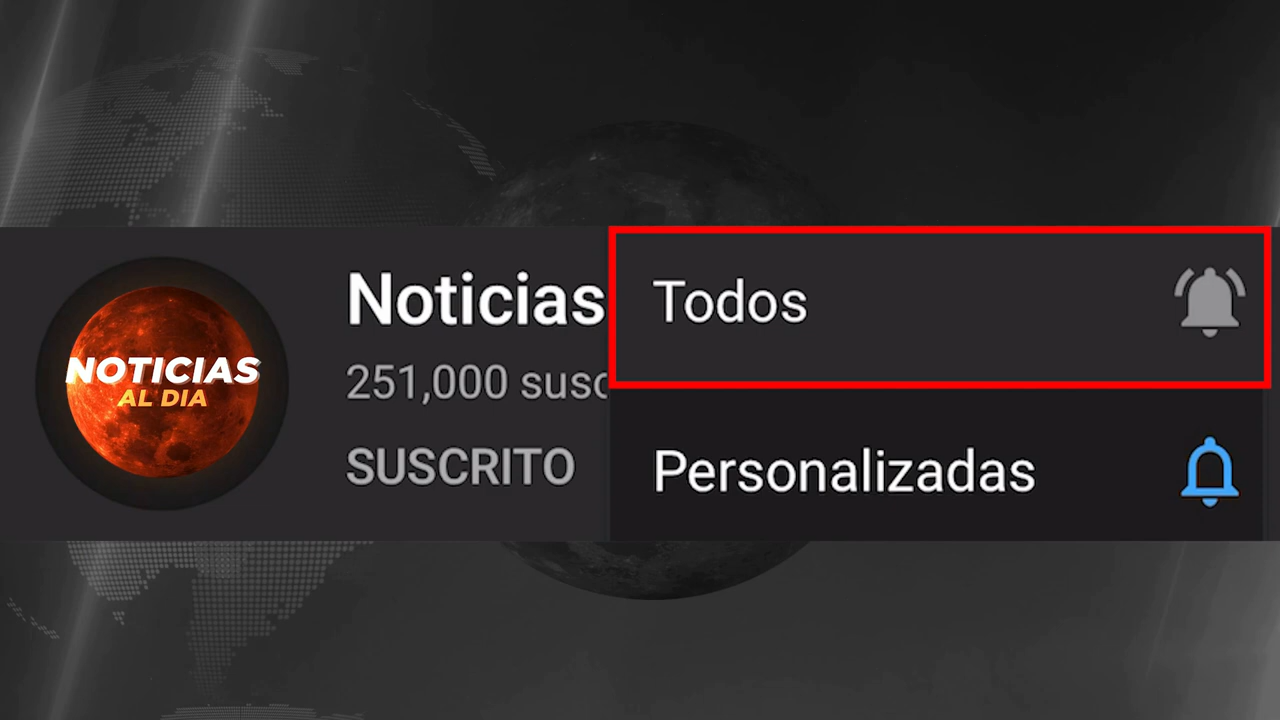 NOTICIAS
AL DIA
Noticias
251,000 susc
SUSCRITO
Todos
Personalizadas